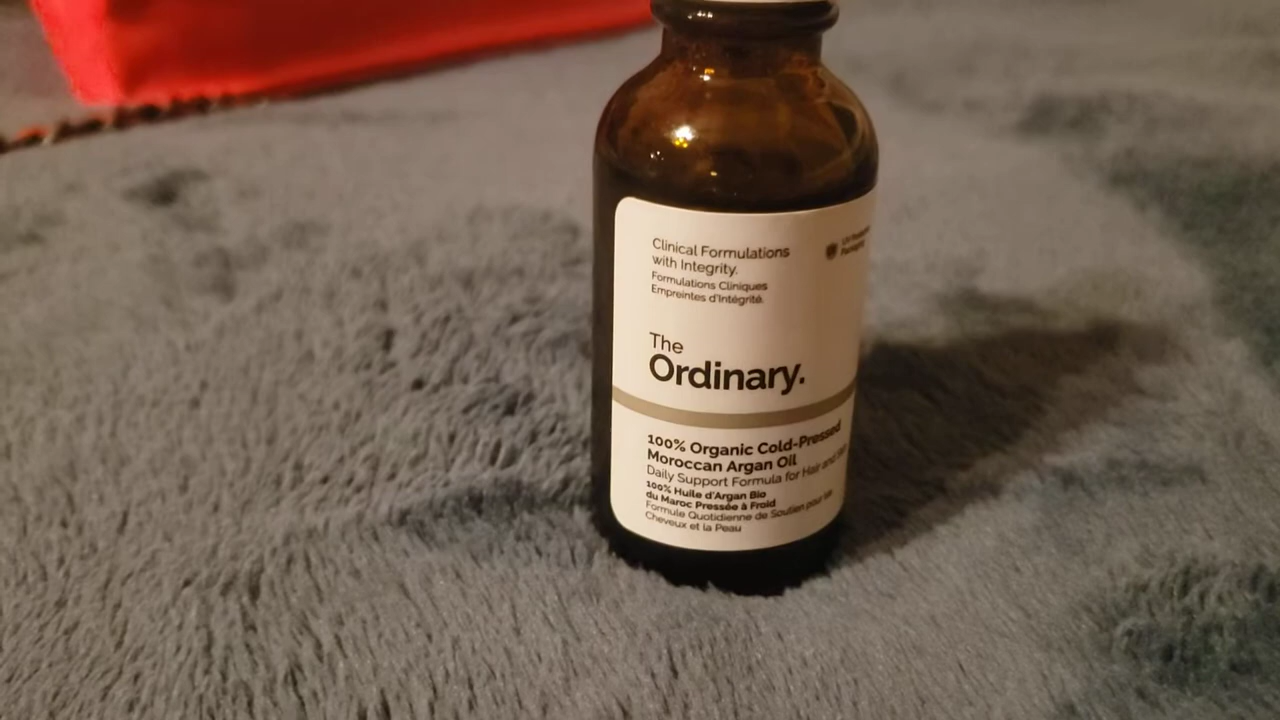 Clinical Formulations
with Integrity.
Formulations Cliniques
Empreintes d'Intégrité.
The
Ordinary.
100% Organic Cold-Pressed
Moroccan Argan Oil
Daily Support Formula for Hair and
100% Huile d'Argan Bio
du Maroc Pressée à Froid
Formule Quotidienne de Soutien pour
Cheveux et la Peau